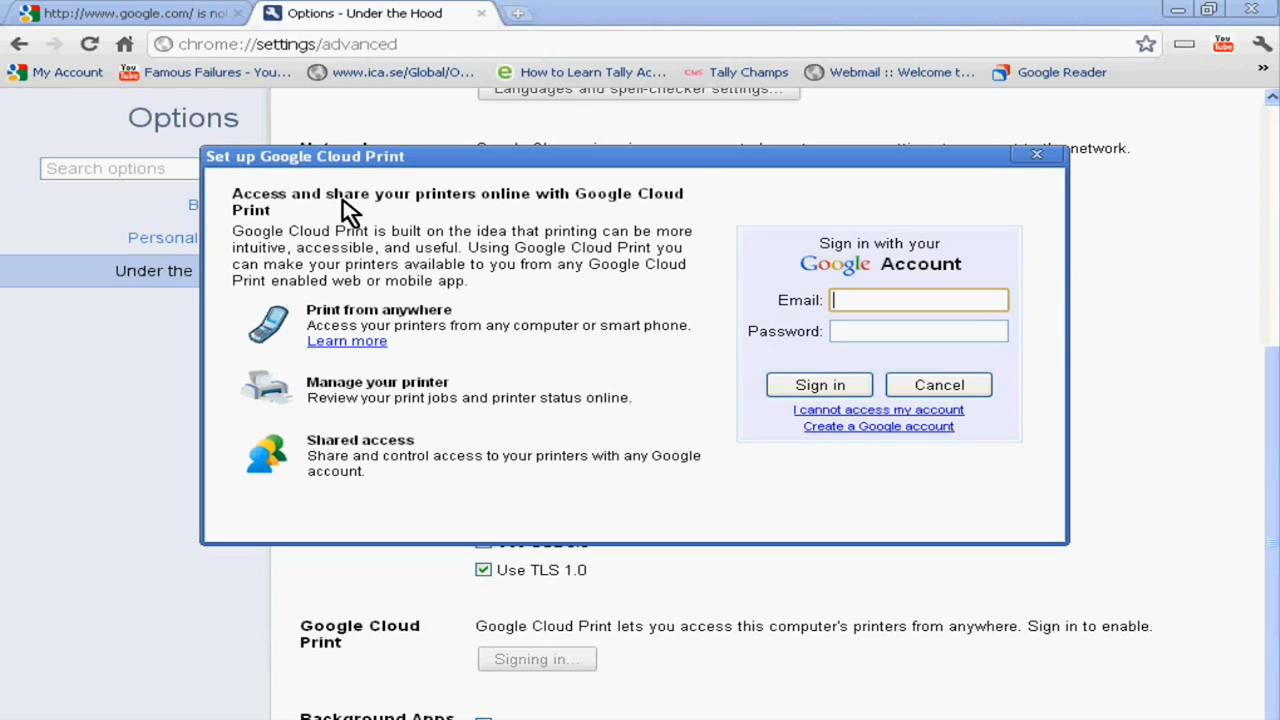 http://www.google.com/ is no
Options - Under the Hood
chrome://settings/advanced
You Tube
My Account
You Tube
Famous Failures - You...
www.ica.se/Global/O...
How to Learn Tally Ac...
CMS
Tally Champs
Webmail :: Welcome t...
Google Reader
»
Options
Languages and spell-checker settings...
Search options
Personal
Under the
Set up Google Cloud Print
network.
Access and share your printers online with Google Cloud
Print
Google Cloud Print is built on the idea that printing can be more
intuitive, accessible, and useful. Using Google Cloud Print you
can make your printers available to you from any Google Cloud
Print enabled web or mobile app.
Print from anywhere
Access your printers from any computer or smart phone.
Learn more
Manage your printer
Review your print jobs and printer status online.
Shared access
Share and control access to your printers with any Google
account.
Sign in with your
Google Account
Email:
Password:
Sign in
Cancel
I cannot access my account
Create a Google account
Use TLS 1.0
Google Cloud
Print
Google Cloud Print lets you access this computer's printers from anywhere. Sign in to enable.
Signing in...
Background Apps